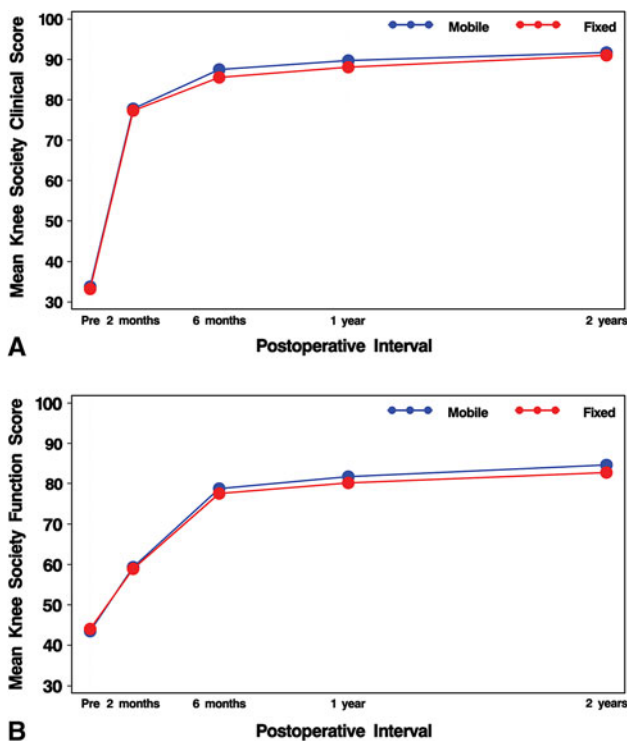 Mean Knee Society Clinical Score
100
90
80
70
60
50
40
30
Mobile Fixed
Pre 2 months 6 months 1 year 2 years
Postoperative Interval
A
Mean Knee Society Function Score
100
90
80
70
60
50
40
30
Mobile Fixed
Pre 2 months 6 months 1 year 2 years
Postoperative Interval
B